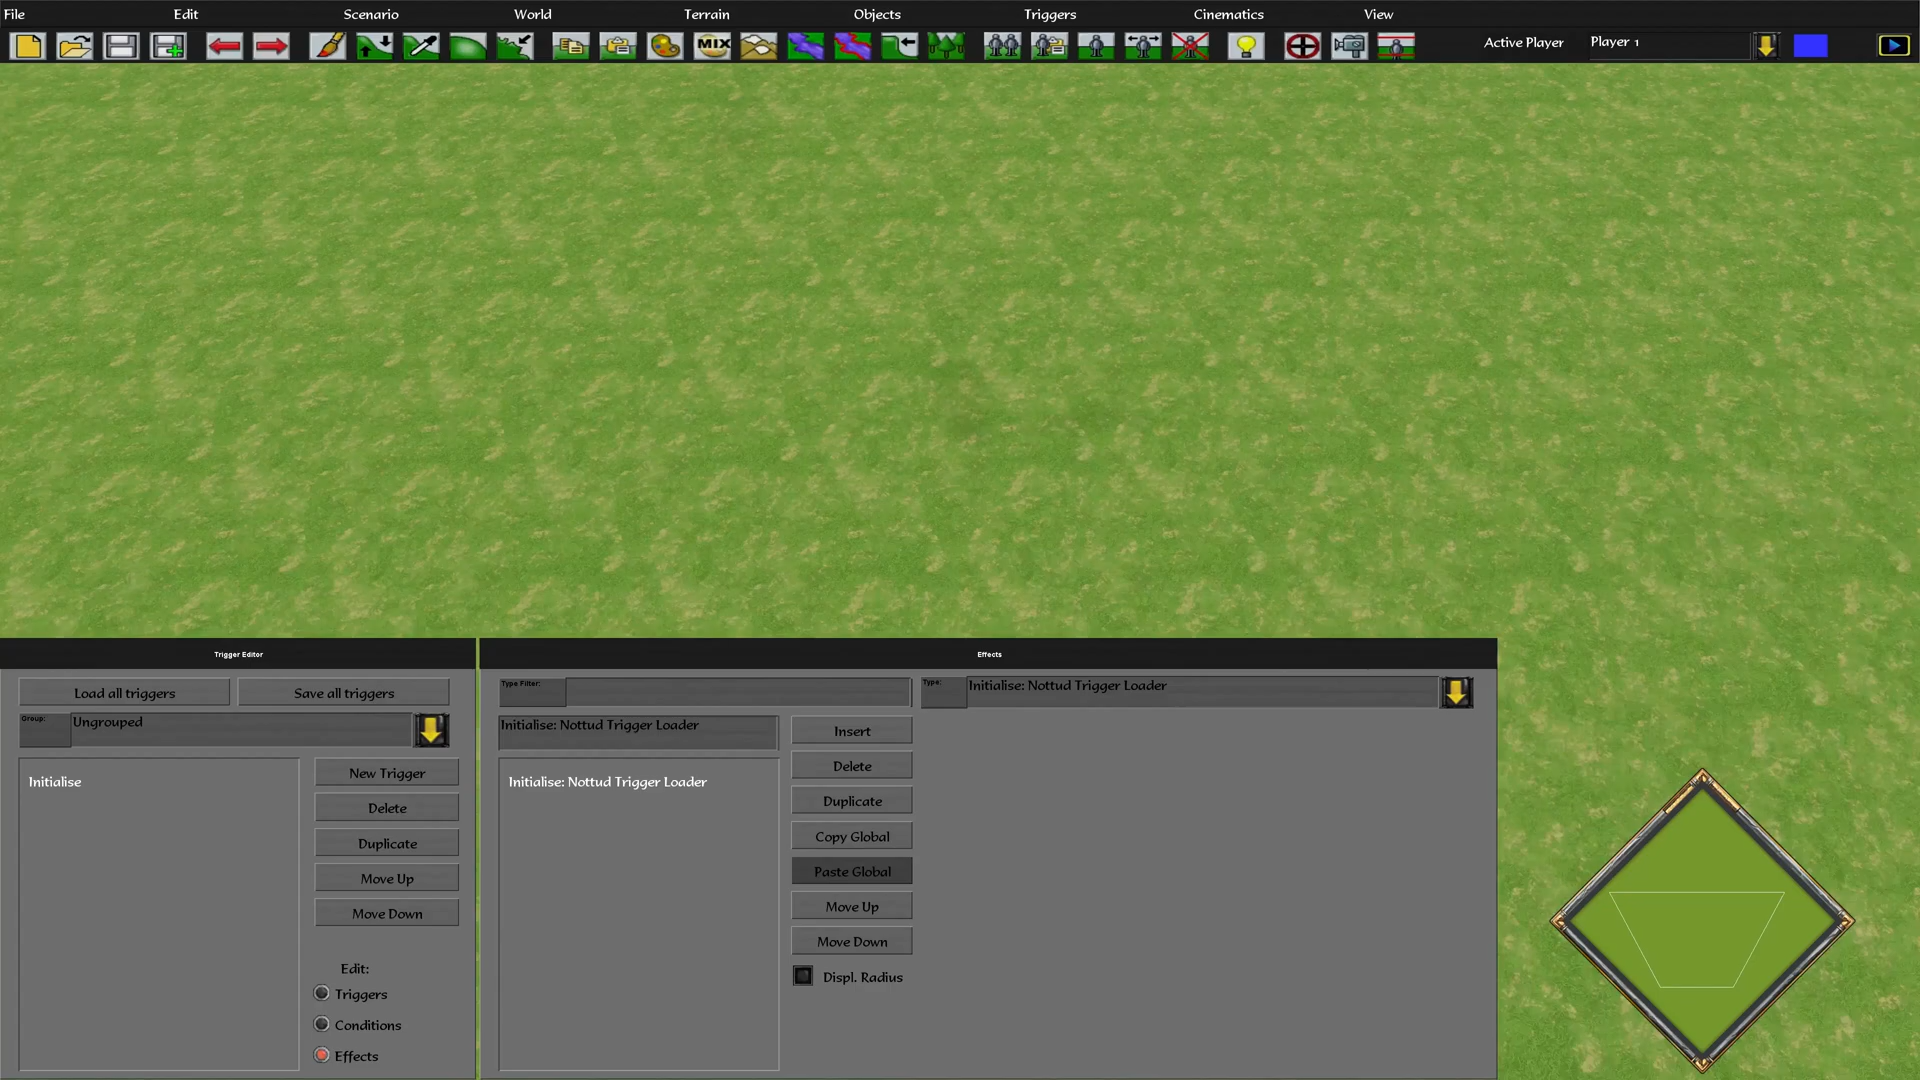 File Edit Scenario World Terrain Objects Triggers Cinematics View
MIX Active Player Player 1
Trigger Editor
Load all triggers Save all triggers
Group: Ungrouped
Initialise
New Trigger
Delete
Duplicate
Move Up
Move Down
Edit:
Triggers
Conditions
Effects
Effects
Type Filter:
Type: Initialise: Nottud Trigger Loader
Initialise: Nottud Trigger Loader
Initialise: Nottud Trigger Loader
Insert
Delete
Duplicate
Copy Global
Paste Global
Move Up
Move Down
Displ. Radius